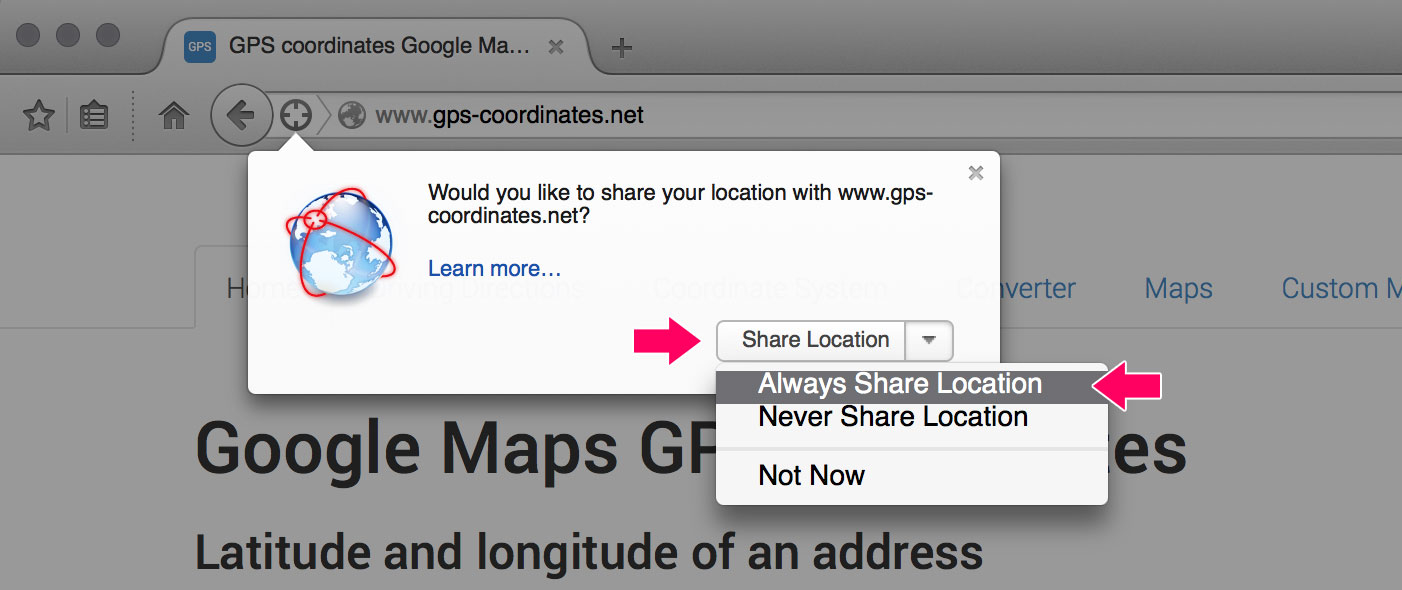 GPS
GPS coordinates Google Ma...
www.gps-coordinates.net
Would you like to share your location with www.gps-
coordinates.net?
Learn more...
Home Driving Directions Coordinate System Converter Maps Custom M
Share Location
Always Share Location
Never Share Location
Not Now
Google Maps GP tes
Latitude and longitude of an address